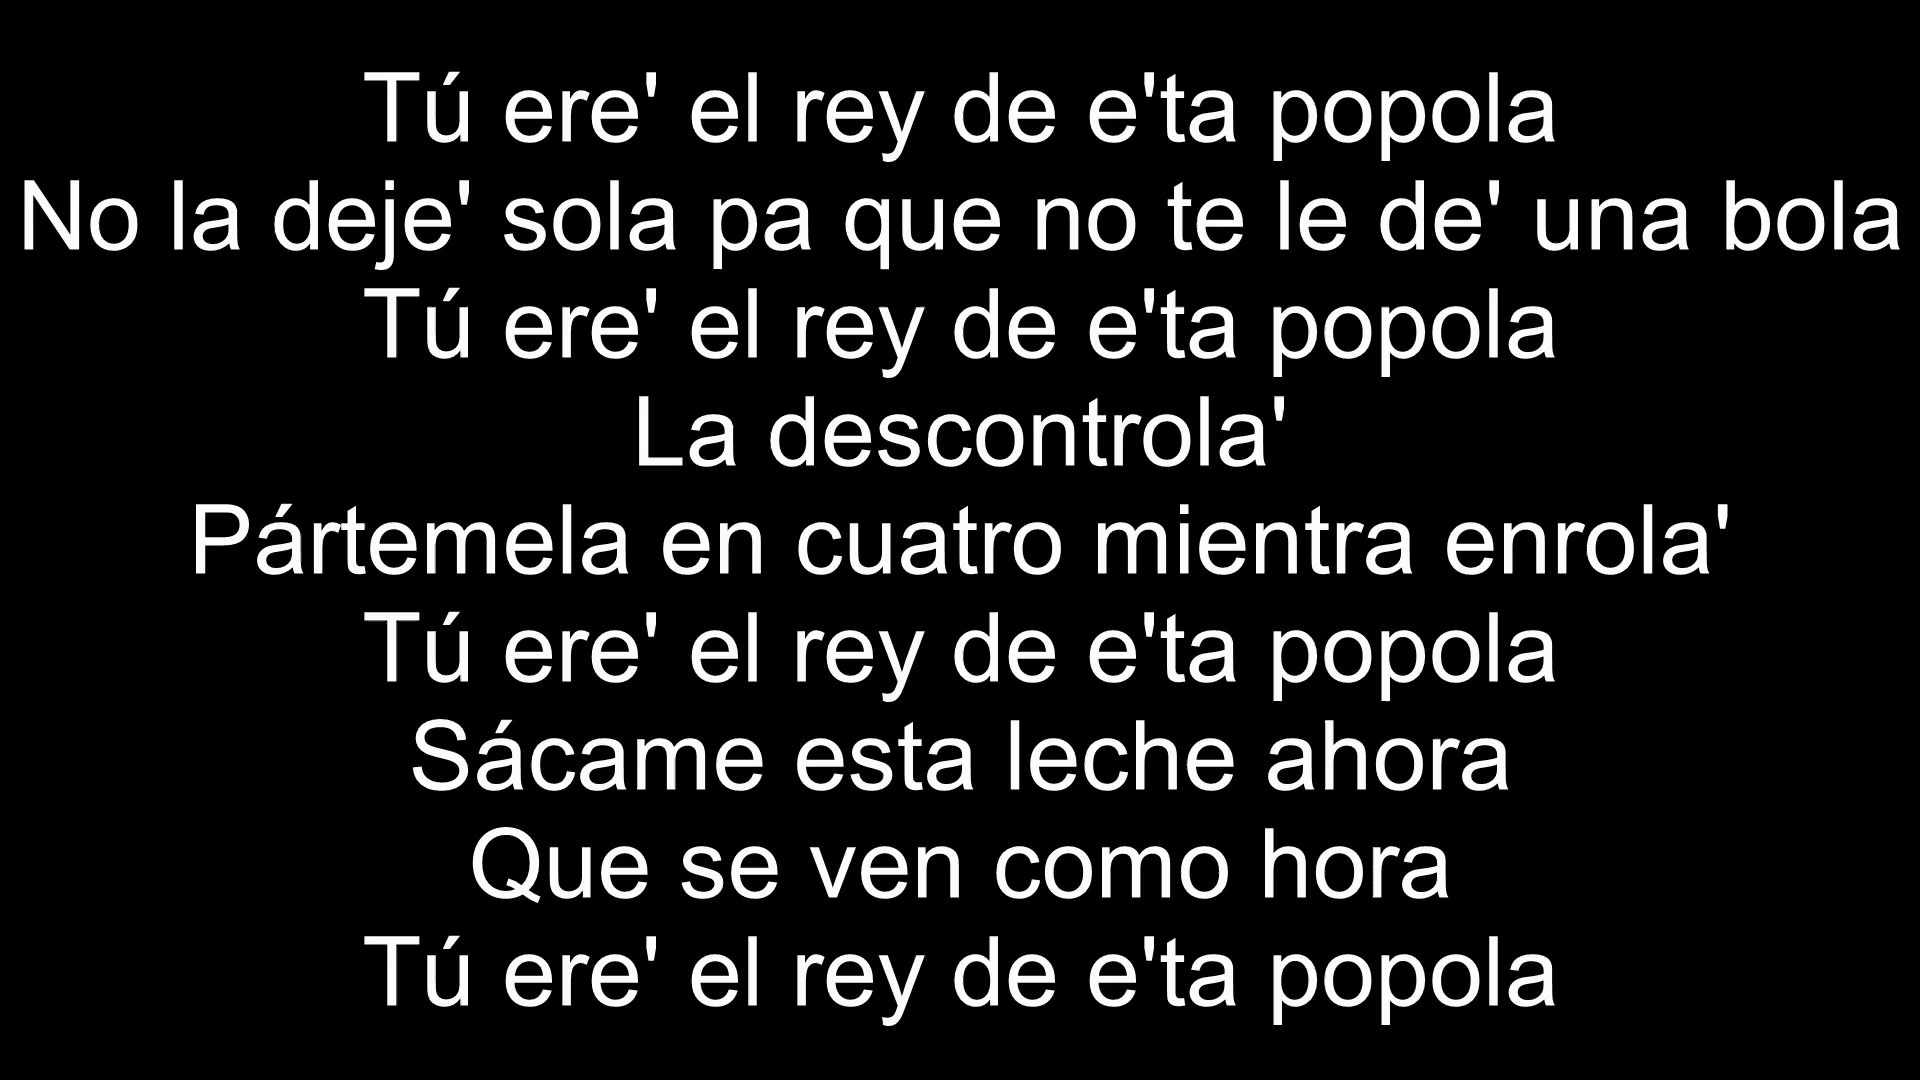 Tú ere' el rey de e'ta popola
No la deje' sola pa que no te le de' una bola
Tú ere' el rey de e'ta popola
La descontrola'
Pártemela en cuatro mientra enrola'
Tú ere' el rey de e'ta popola
Sácame esta leche ahora
Que se ven como hora
Tú ere' el rey de e'ta popola